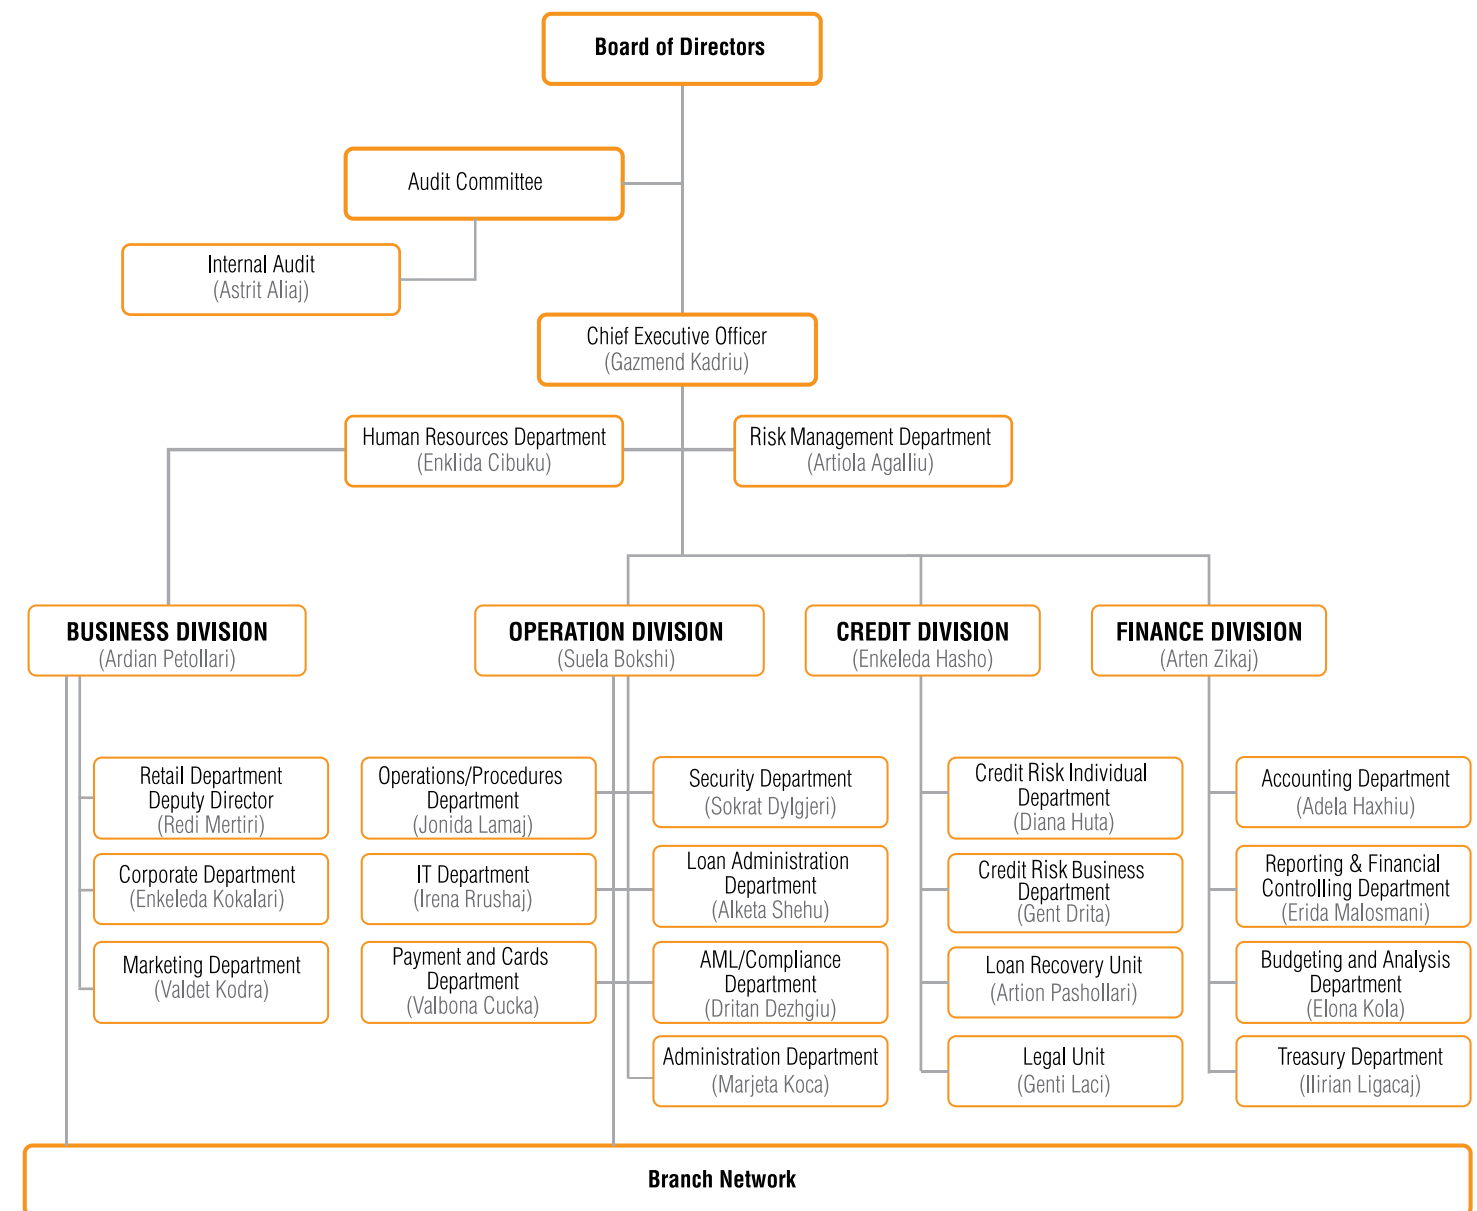 Board of Directors
Audit Committee
Internal Audit
(Astrit Aliaj)
Chief Executive Officer
(Gazmend Kadriu)
Human Resources Department
(Enklida Cibuku)
Risk Management Department
(Artiola Agalliu)
BUSINESS DIVISION
(Ardian Petollari)
OPERATION DIVISION
(Suela Bokshi)
CREDIT DIVISION
(Enkeleda Hasho)
FINANCE DIVISION
(Arten Zikaj)
Retail Department
Deputy Director
(Redi Mertiri)
Corporate Department
(Enkeleda Kokalari)
Marketing Department
(Valdet Kodra)
Operations/Procedures
Department
(Jonida Lamaj)
IT Department
(Irena Rrushaj)
Payment and Cards
Department
(Valbona Cucka)
Security Department
(Sokrat Dylgjeri)
Loan Administration
Department
(Alketa Shehu)
AML/Compliance
Department
(Dritan Dezhgiu)
Administration Department
(Marjeta Koca)
Credit Risk Individual
Department
(Diana Huta)
Credit Risk Business
Department
(Gent Drita)
Loan Recovery Unit
(Artion Pashollari)
Legal Unit
(Genti Laci)
Accounting Department
(Adela Haxhiu)
Reporting & Financial
Controlling Department
(Erida Malosmani)
Budgeting and Analysis
Department
(Elona Kola)
Treasury Department
(Ilirian Ligacaj)
Branch Network